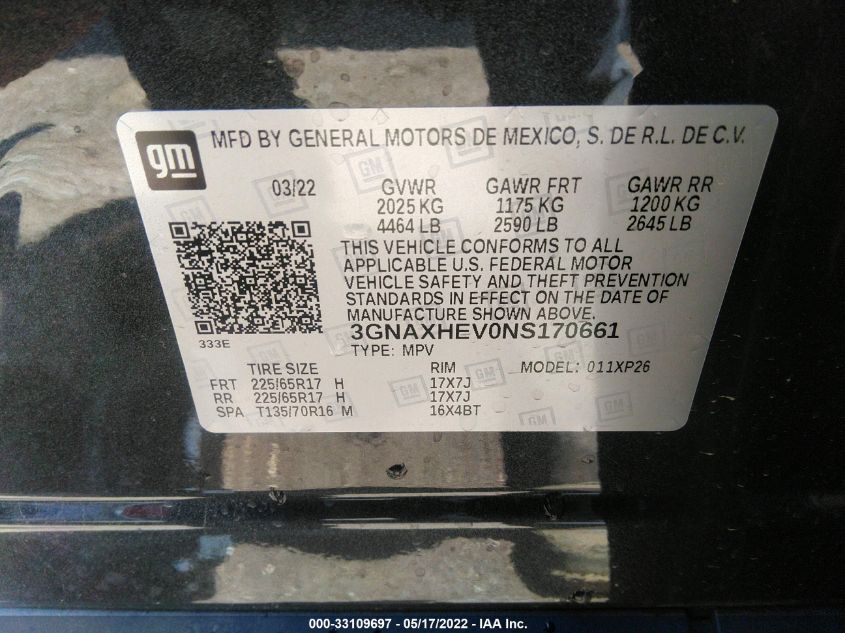 gm
MFD BY GENERAL MOTORS DE MEXICO, S. DE R.L. DE C.V.
03/22 GVWR GAWR FRT GAWR RR
2025 KG 1175 KG 1200 KG
4464 LB 2590 LB 2645 LB
THIS VEHICLE CONFORMS TO ALL
APPLICABLE U.S. FEDERAL MOTOR
VEHICLE SAFETY AND THEFT PREVENTION
STANDARDS IN EFFECT ON THE DATE OF
MANUFACTURE SHOWN ABOVE.
333E
3GNAXHEV0NS170661
TYPE: MPV
TIRE SIZE RIM MODEL: 011XP26
FRT 225/65R17 H 17X7J
RR 225/65R17 H 17X7J
SPA T135/70R16 M 16X4BT
000-33109697 - 05/17/2022 - IAA Inc.